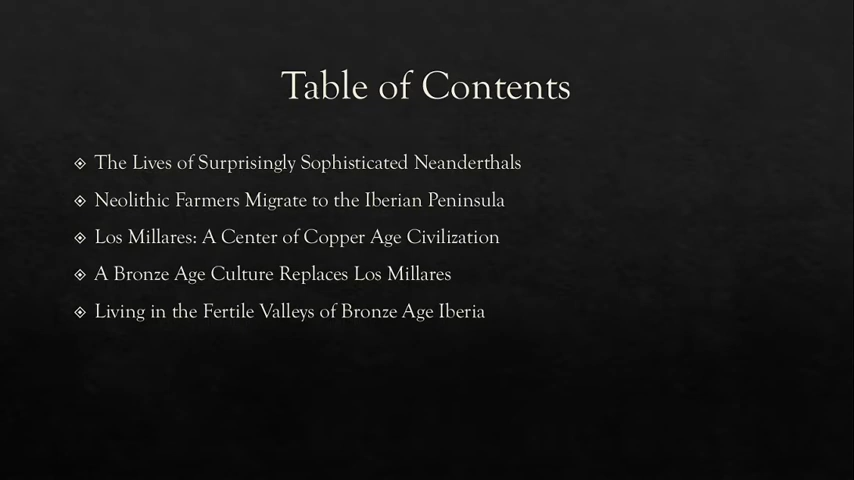 Table of Contents
The Lives of Surprisingly Sophisticated Neanderthals
Neolithic Farmers Migrate to the Iberian Peninsula
Los Millares: A Center of Copper Age Civilization
A Bronze Age Culture Replaces Los Millares
Living in the Fertile Valleys of Bronze Age Iberia